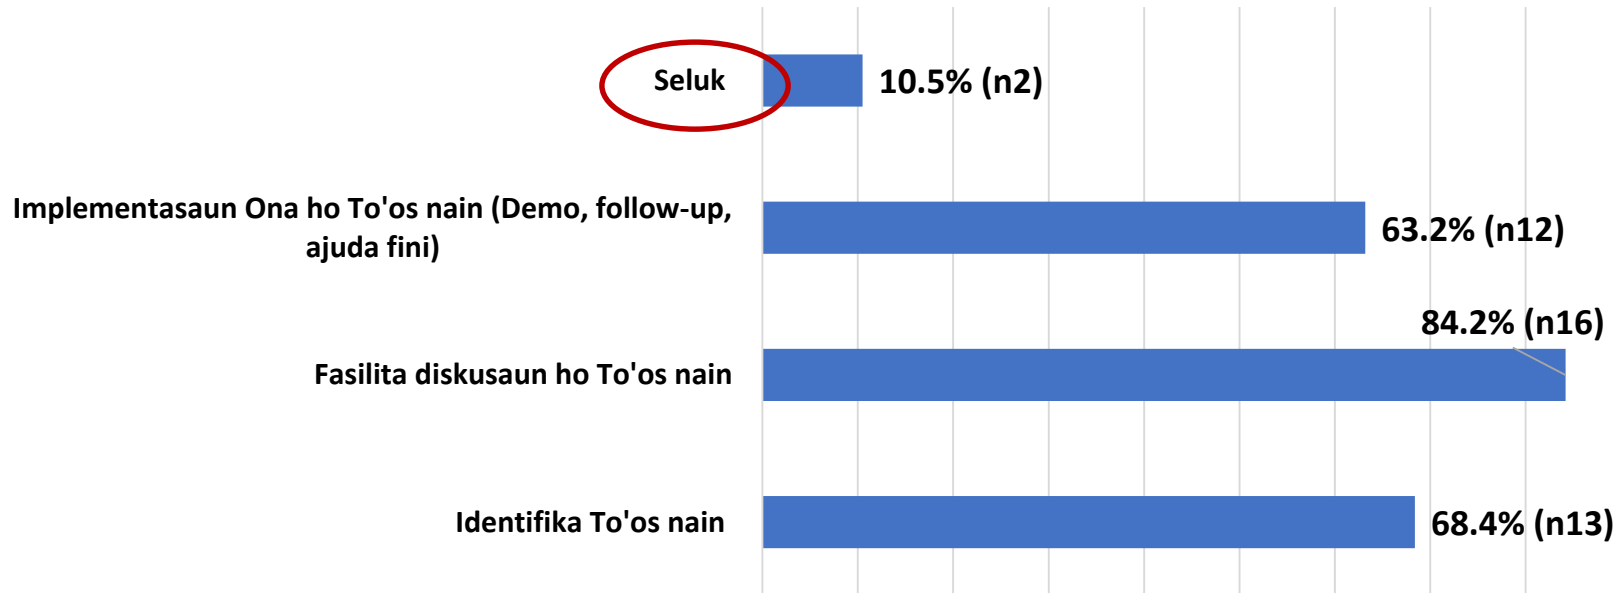 Seluk
10.5% (n2)
Implementasaun Ona ho To'os nain (Demo, follow-up,
ajuda fini)
63.2% (n12)
84.2% (n16)
Fasilita diskusaun ho To'os nain
Identifika To'os nain
68.4% (n13)